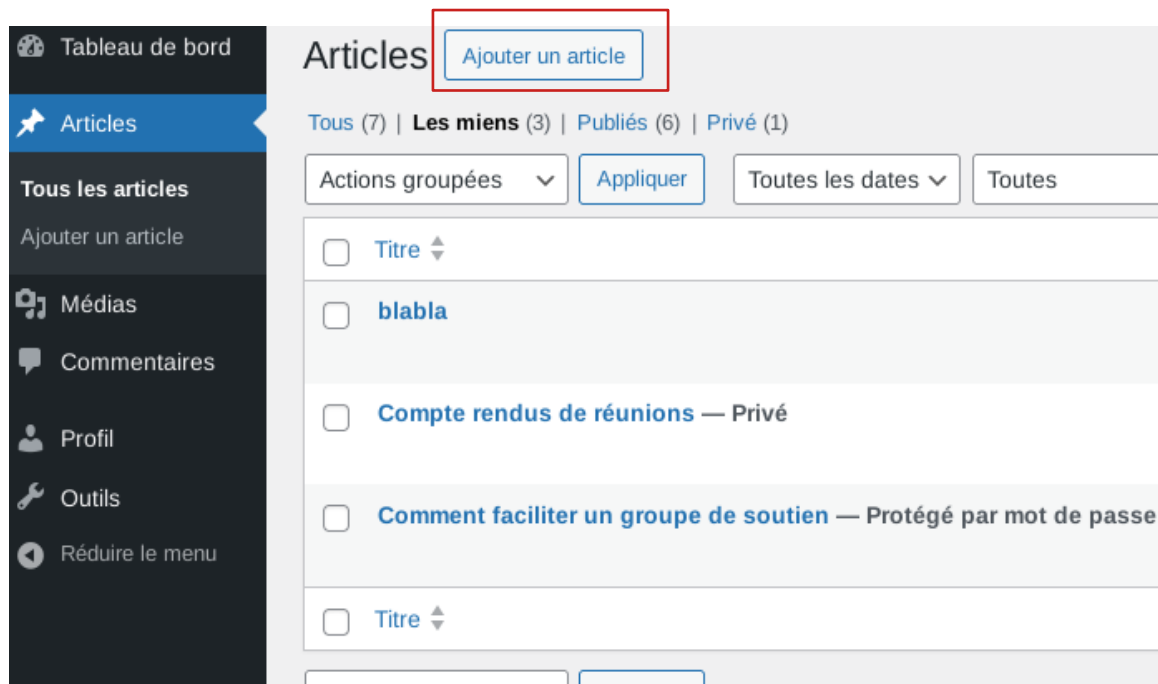 Tableau de bord
Articles
Tous les articles
Ajouter un article
Médias
Commentaires
Profil
Outils
Réduire le menu
Articles Ajouter un article
Tous (7) | Les miens (3) | Publiés (6) | Privé (1)
Actions groupées Appliquer Toutes les dates Toutes
Titre
blabla
Compte rendus de réunions — Privé
Comment faciliter un groupe de soutien — Protégé par mot de passe
Titre